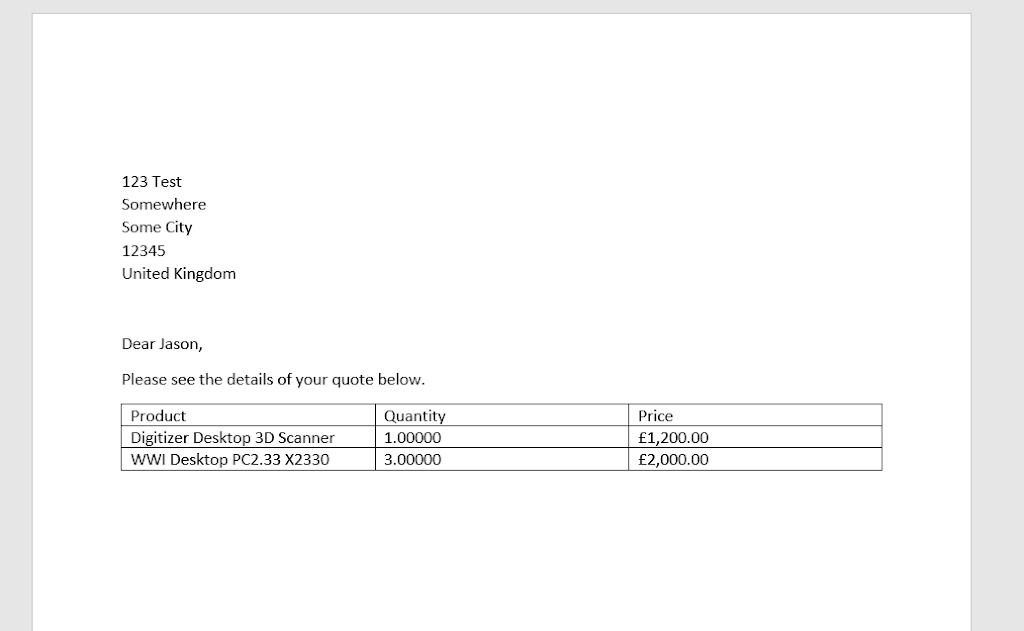 123 Test
Somewhere
Some City
12345
United Kingdom
Dear Jason,
Please see the details of your quote below.
Product Quantity Price
Digitizer Desktop 3D Scanner 1.00000 £1,200.00
WWI Desktop PC2.33 X2330 3.00000 £2,000.00